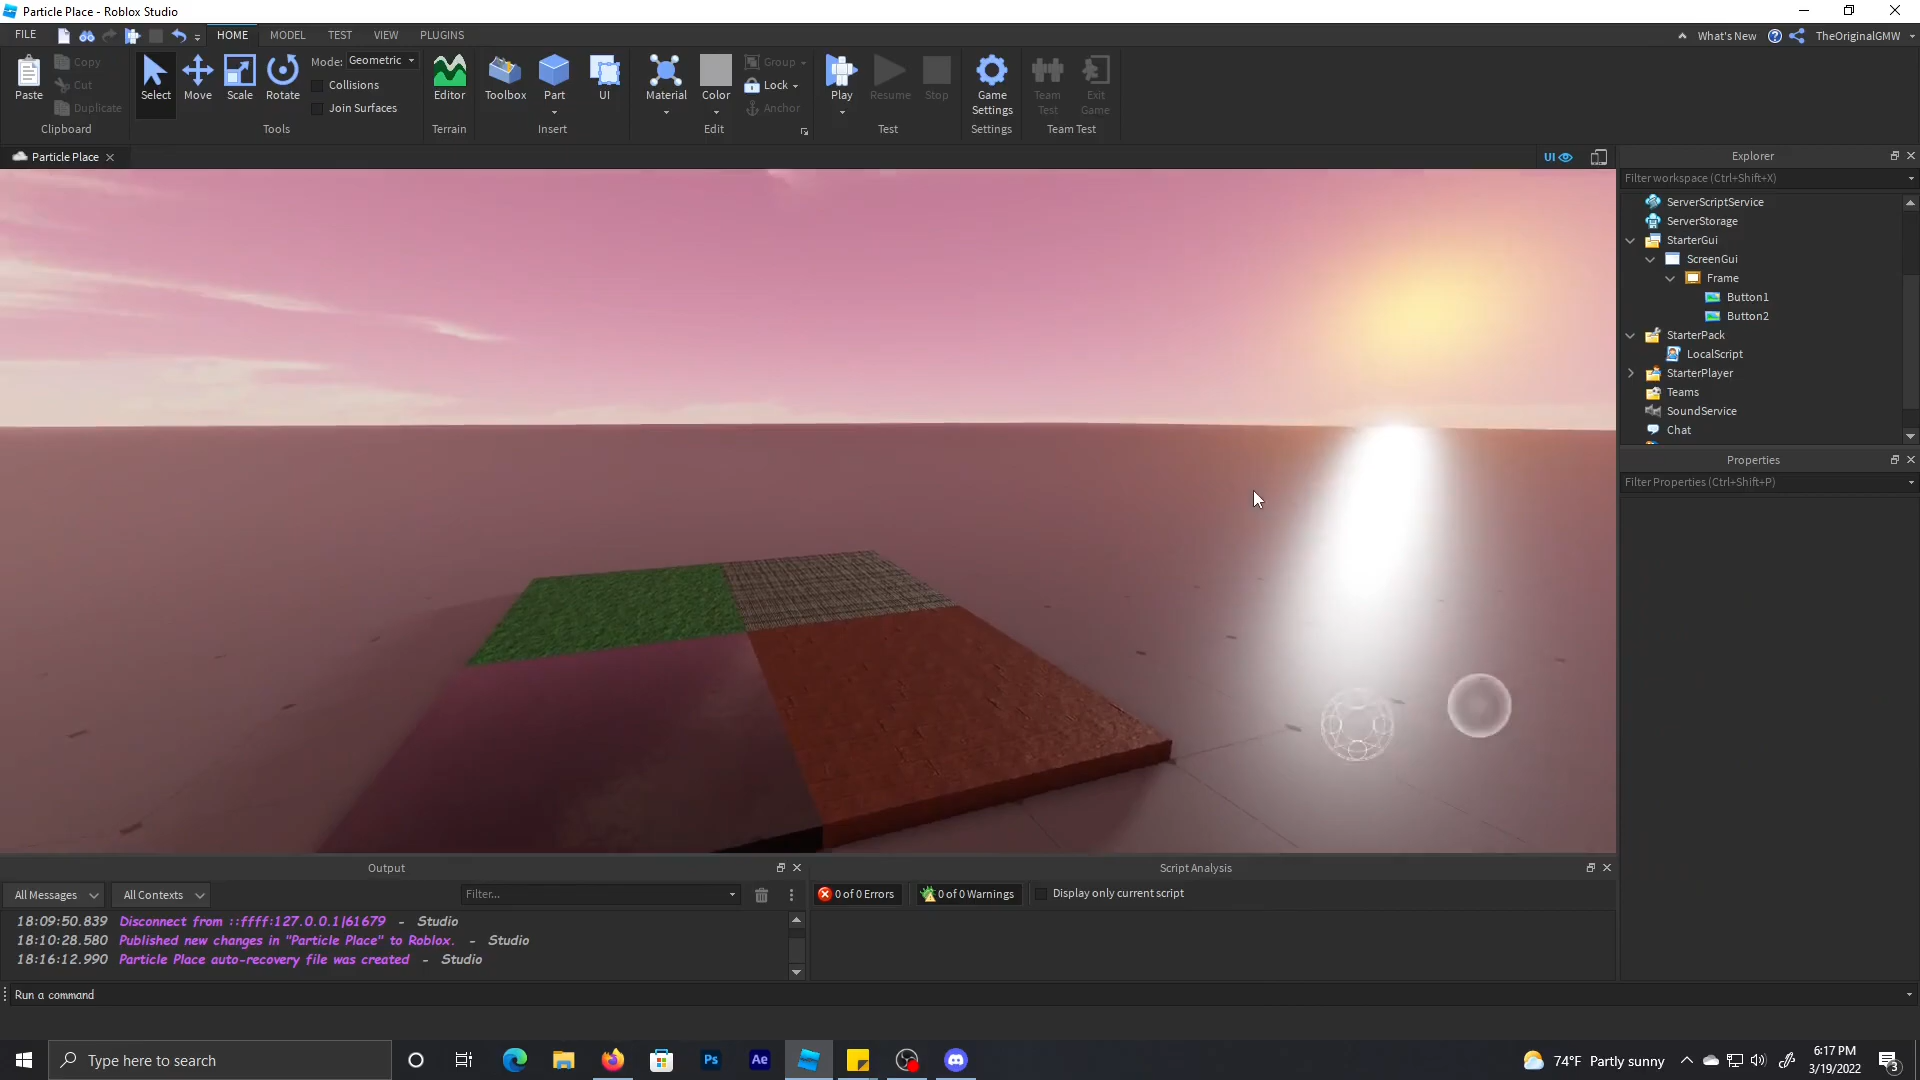 Particle Place - Roblox Studio
FILE
HOME
MODEL
TEST
VIEW
PLUGINS
What's New
TheOriginalGMW
Paste
Copy
Cut
Duplicate
Clipboard
Select
Move
Scale
Rotate
Mode: Geometric
Collisions
Join Surfaces
Tools
Editor
Terrain
Toolbox
Part
UI
Insert
Material
Color
Group
Lock
Anchor
Edit
Play
Resume
Stop
Test
Game Settings
Settings
Team Test
Exit Game
Team Test
Particle Place
UI
Explorer
Filter workspace (Ctrl+Shift+X)
ServerScriptService
ServerStorage
StarterGui
ScreenGui
Frame
Button1
Button2
StarterPack
LocalScript
StarterPlayer
Teams
SoundService
Chat
Properties
Filter Properties (Ctrl+Shift+P)
Output
All Messages
All Contexts
Filter...
18:09:50.839 Disconnect from ::ffff:127.0.0.1|61679 - Studio
18:10:28.580 Published new changes in "Particle Place" to Roblox. - Studio
18:16:12.990 Particle Place auto-recovery file was created - Studio
Script Analysis
0 of 0 Errors
0 of 0 Warnings
Display only current script
Run a command
Type here to search
Ps
Ae
74°F Partly sunny
6:17 PM
3/19/2022
3